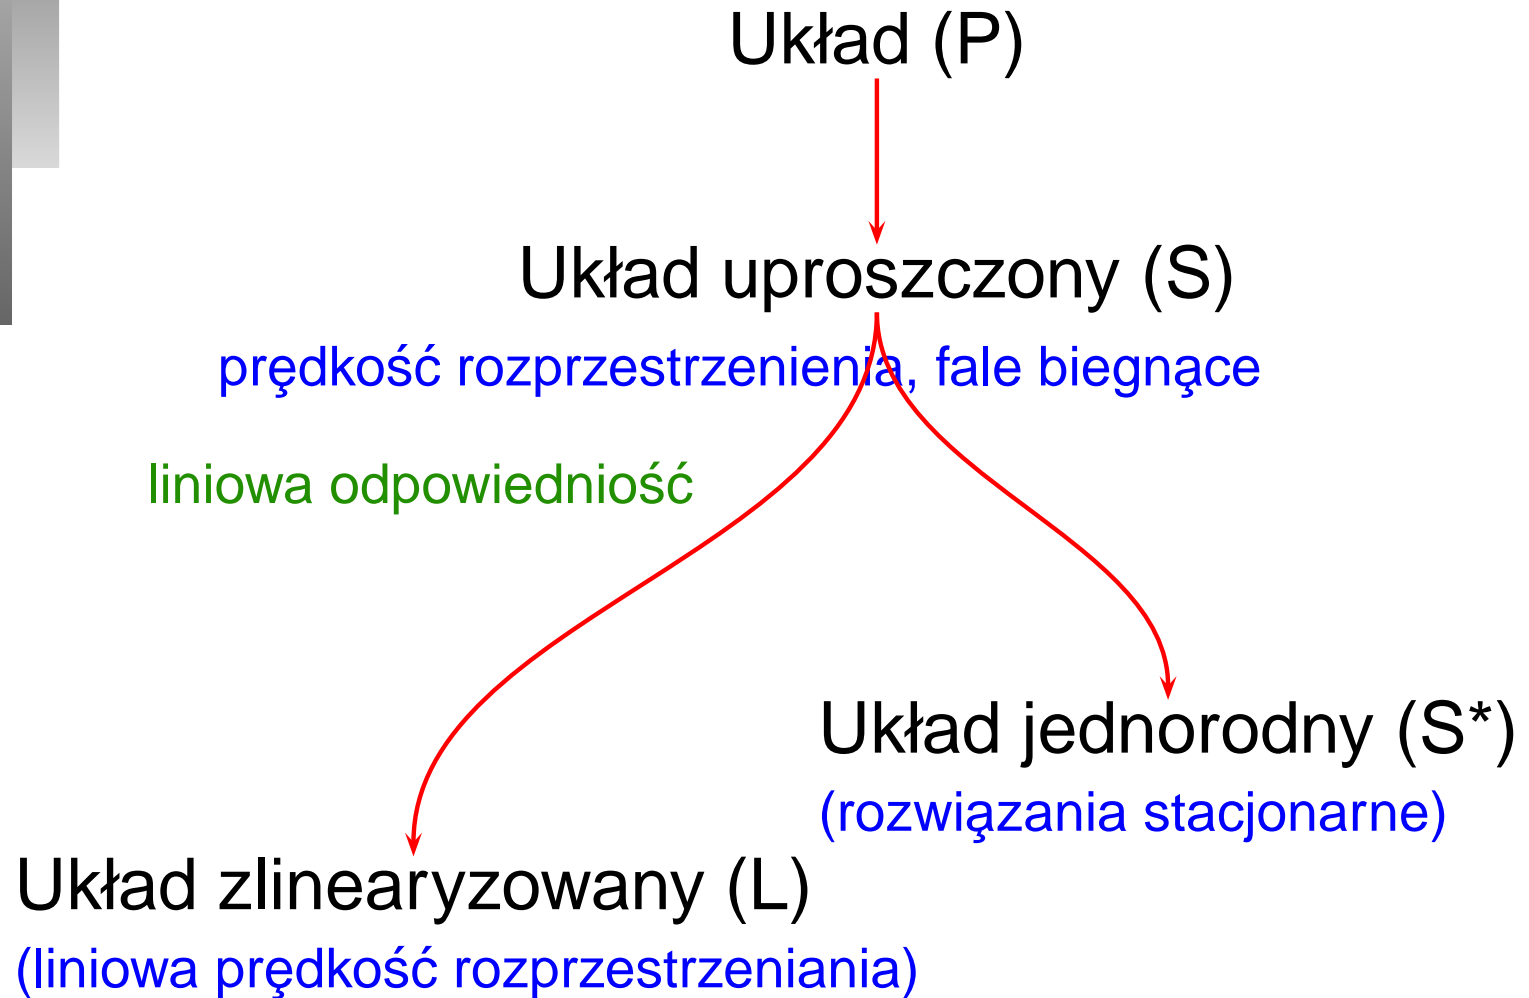 Układ (P)
Układ uproszczony (S)
prędkość rozprzestrzenienia, fale biegnące
liniowa odpowiedniość
Układ jednorodny (S*)
(rozwiązania stacjonarne)
Układ zlinearyzowany (L)
(liniowa prędkość rozprzestrzeniania)